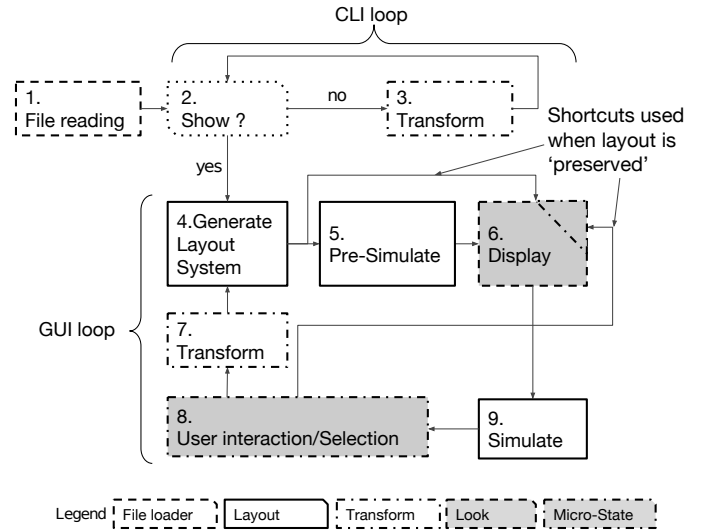 CLI loop
1.
File reading
2.
Show ?
no
3.
Transform
Shortcuts used
when layout is
‘preserved’
yes
4.Generate
Layout
System
5.
Pre-Simulate
6.
Display
GUI loop
7.
Transform
8.
User interaction/Selection
9.
Simulate
Legend
File loader
Layout
Transform
Look
Micro-State